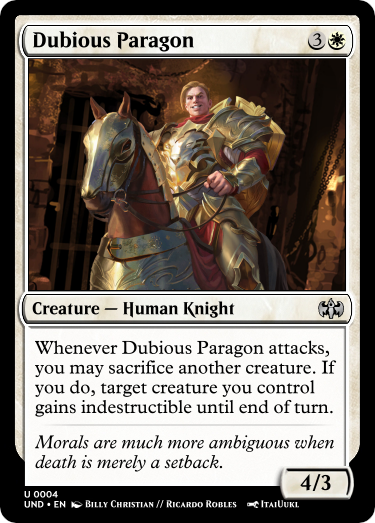 Dubious Paragon 3
Creature — Human Knight
Whenever Dubious Paragon attacks,
you may sacrifice another creature. If
you do, target creature you control
gains indestructible until end of turn.
Morals are much more ambiguous when
death is merely a setback.
4/3
U 0004
UND • EN Billy Christian // Ricardo Robles ItaiUukl